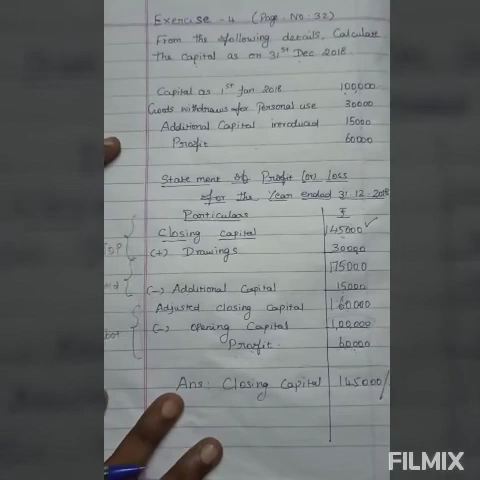 Exercise - 4 (Page. No: 32)
From the following details, Calculate
the capital as on 31st Dec 2018.
Capital as 1st Jan 2018 100000
Goods withdrawn for Personal use 30000
Additional Capital introduced 15000
Profit 60000
Statement of Profit (or) loss
for the Year ended 31.12.2018
Particulars ₹
Closing capital 145000 ✓
(+) Drawings 30000
175000
(-) Additional Capital 15000
Adjusted closing capital 160000
(-) opening Capital 1,00,000
Profit. 60000
Ans: Closing Capital 145000/
FILMIX